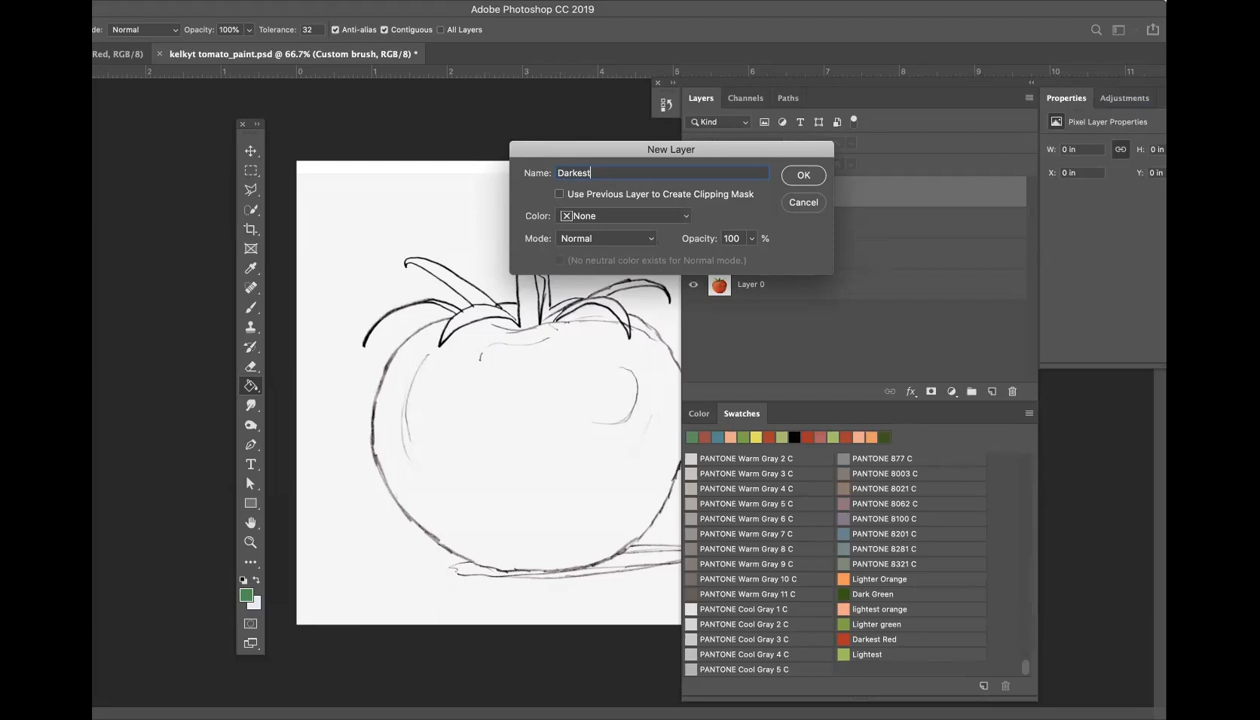 Adobe Photoshop CC 2019
de: Normal Opacity: 100% Tolerance: 32 Anti-alias Contiguous All Layers
Red, RGB/8) × kelkyt tomato_paint.psd @ 66.7% (Custom brush, RGB/8) *
2 1 0 1 2 3 4 5 6 7 8 9 10 11
Layers Channels Paths
Properties Adjustments
Kind
Pixel Layer Properties
W: 0 in H: 0 in
X: 0 in Y: 0 in
New Layer
Name: Darkest
OK
Use Previous Layer to Create Clipping Mask
Cancel
Color: None
Mode: Normal Opacity: 100 %
(No neutral color exists for Normal mode.)
Layer 0
Color Swatches
PANTONE Warm Gray 2 C PANTONE 877 C
PANTONE Warm Gray 3 C PANTONE 8003 C
PANTONE Warm Gray 4 C PANTONE 8021 C
PANTONE Warm Gray 5 C PANTONE 8062 C
PANTONE Warm Gray 6 C PANTONE 8100 C
PANTONE Warm Gray 7 C PANTONE 8201 C
PANTONE Warm Gray 8 C PANTONE 8281 C
PANTONE Warm Gray 9 C PANTONE 8321 C
PANTONE Warm Gray 10 C Lighter Orange
PANTONE Warm Gray 11 C Dark Green
PANTONE Cool Gray 1 C lightest orange
PANTONE Cool Gray 2 C Lighter green
PANTONE Cool Gray 3 C Darkest Red
PANTONE Cool Gray 4 C Lightest
PANTONE Cool Gray 5 C